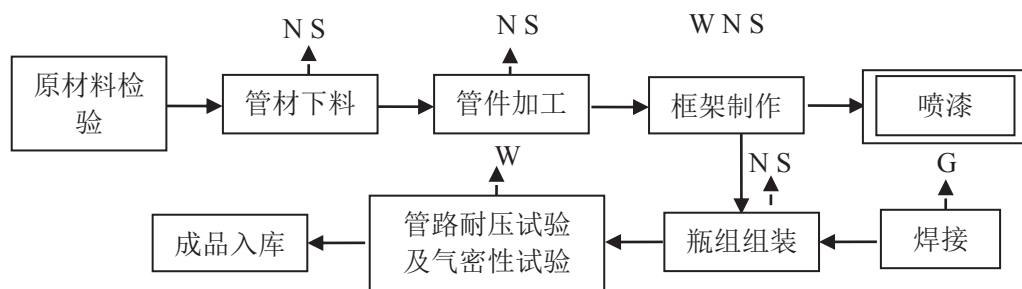 N S
N S
W N S
原材料检
验
管材下料
管件加工
框架制作
喷漆
W
N S
G
成品入库
管路耐压试验
及气密性试验
瓶组组装
焊接